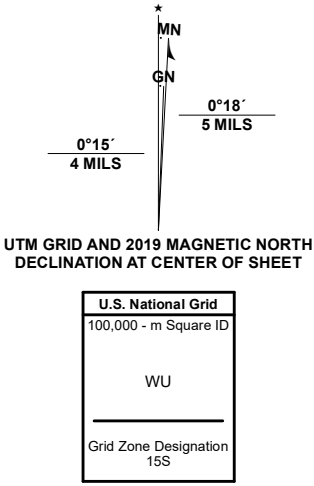 ★
MN
GN
0°18´
5 MILS
0°15´
4 MILS
UTM GRID AND 2019 MAGNETIC NORTH
DECLINATION AT CENTER OF SHEET
U.S. National Grid
100,000 - m Square ID
WU
Grid Zone Designation
15S